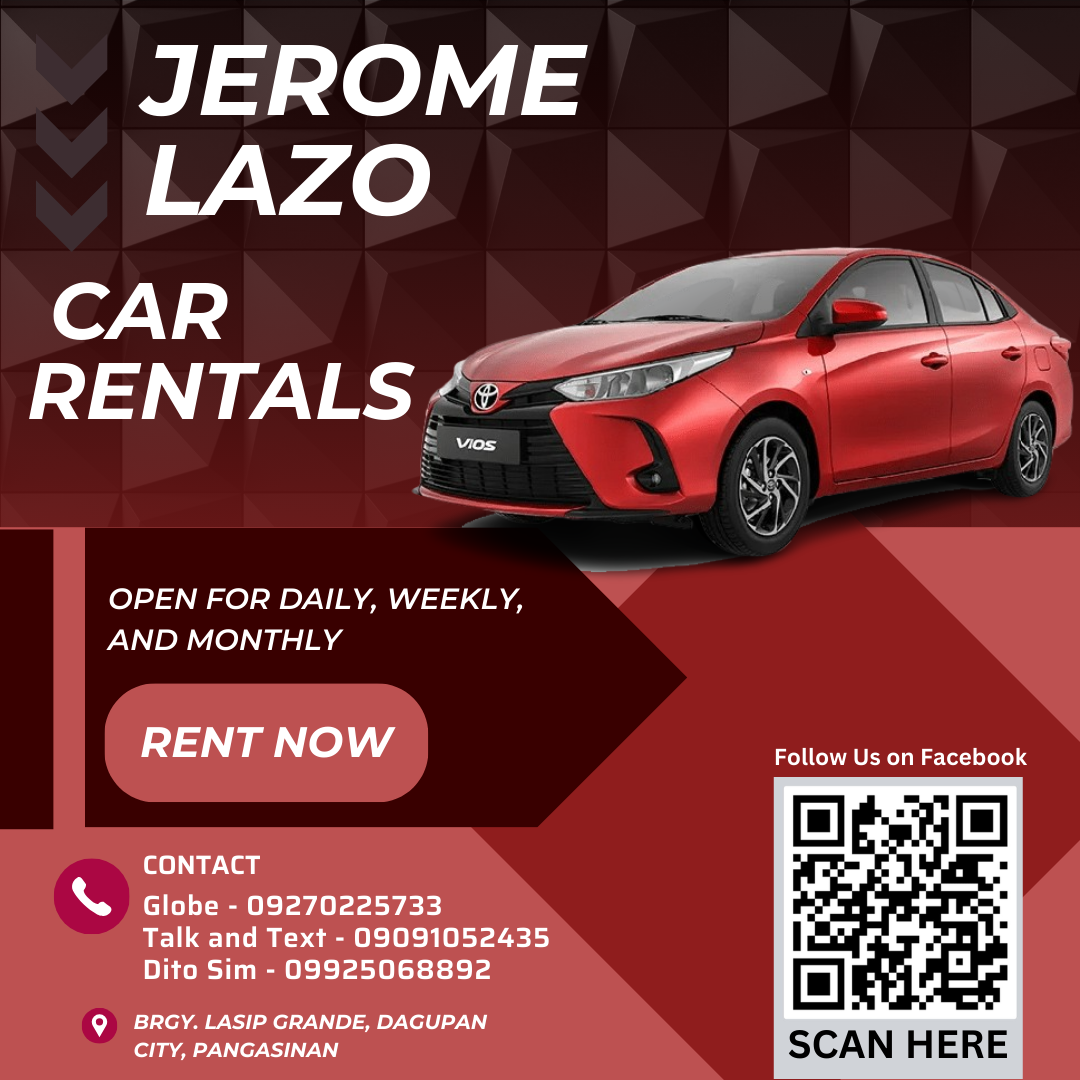 JEROME
LAZO
CAR
RENTALS
VIOS
OPEN FOR DAILY, WEEKLY,
AND MONTHLY
RENT NOW
CONTACT
Globe - 09270225733
Talk and Text - 09091052435
Dito Sim - 09925068892
BRGY. LASIP GRANDE, DAGUPAN
CITY, PANGASINAN
Follow Us on Facebook
SCAN HERE